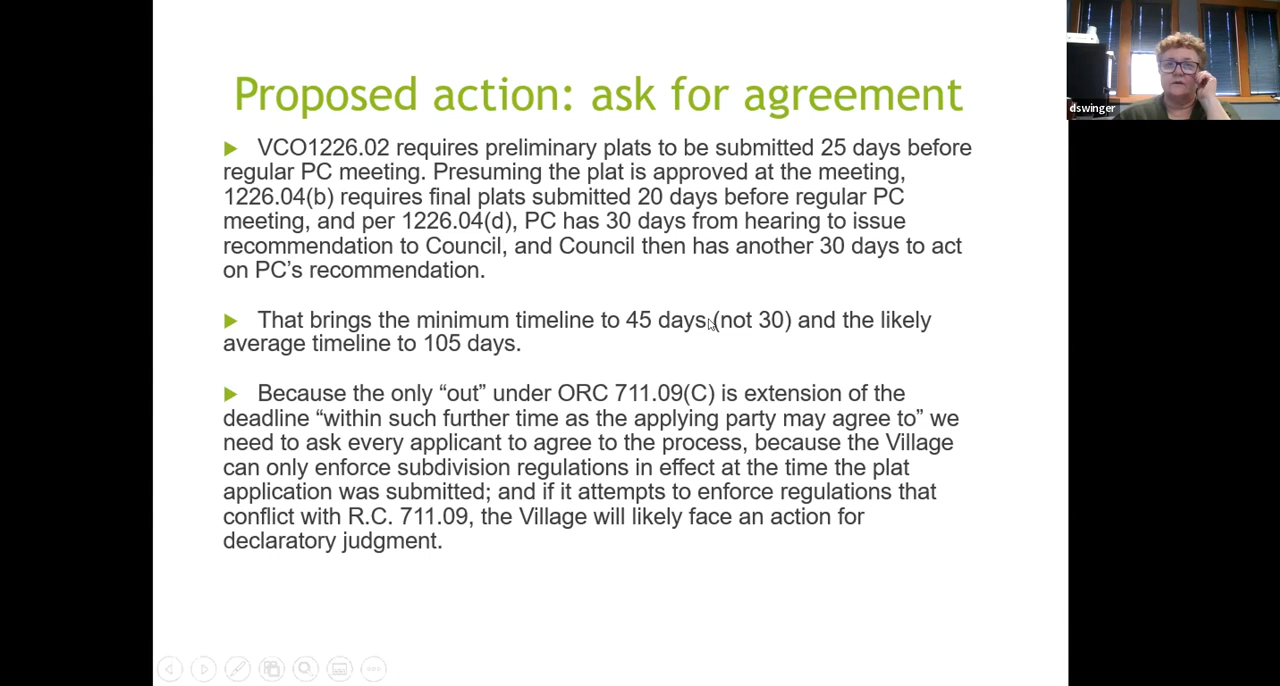 Proposed action: ask for agreement
dswinger
VCO1226.02 requires preliminary plats to be submitted 25 days before
regular PC meeting. Presuming the plat is approved at the meeting,
1226.04(b) requires final plats submitted 20 days before regular PC
meeting, and per 1226.04(d), PC has 30 days from hearing to issue
recommendation to Council, and Council then has another 30 days to act
on PC’s recommendation.
That brings the minimum timeline to 45 days (not 30) and the likely
average timeline to 105 days.
Because the only “out” under ORC 711.09(C) is extension of the
deadline “within such further time as the applying party may agree to” we
need to ask every applicant to agree to the process, because the Village
can only enforce subdivision regulations in effect at the time the plat
application was submitted; and if it attempts to enforce regulations that
conflict with R.C. 711.09, the Village will likely face an action for
declaratory judgment.